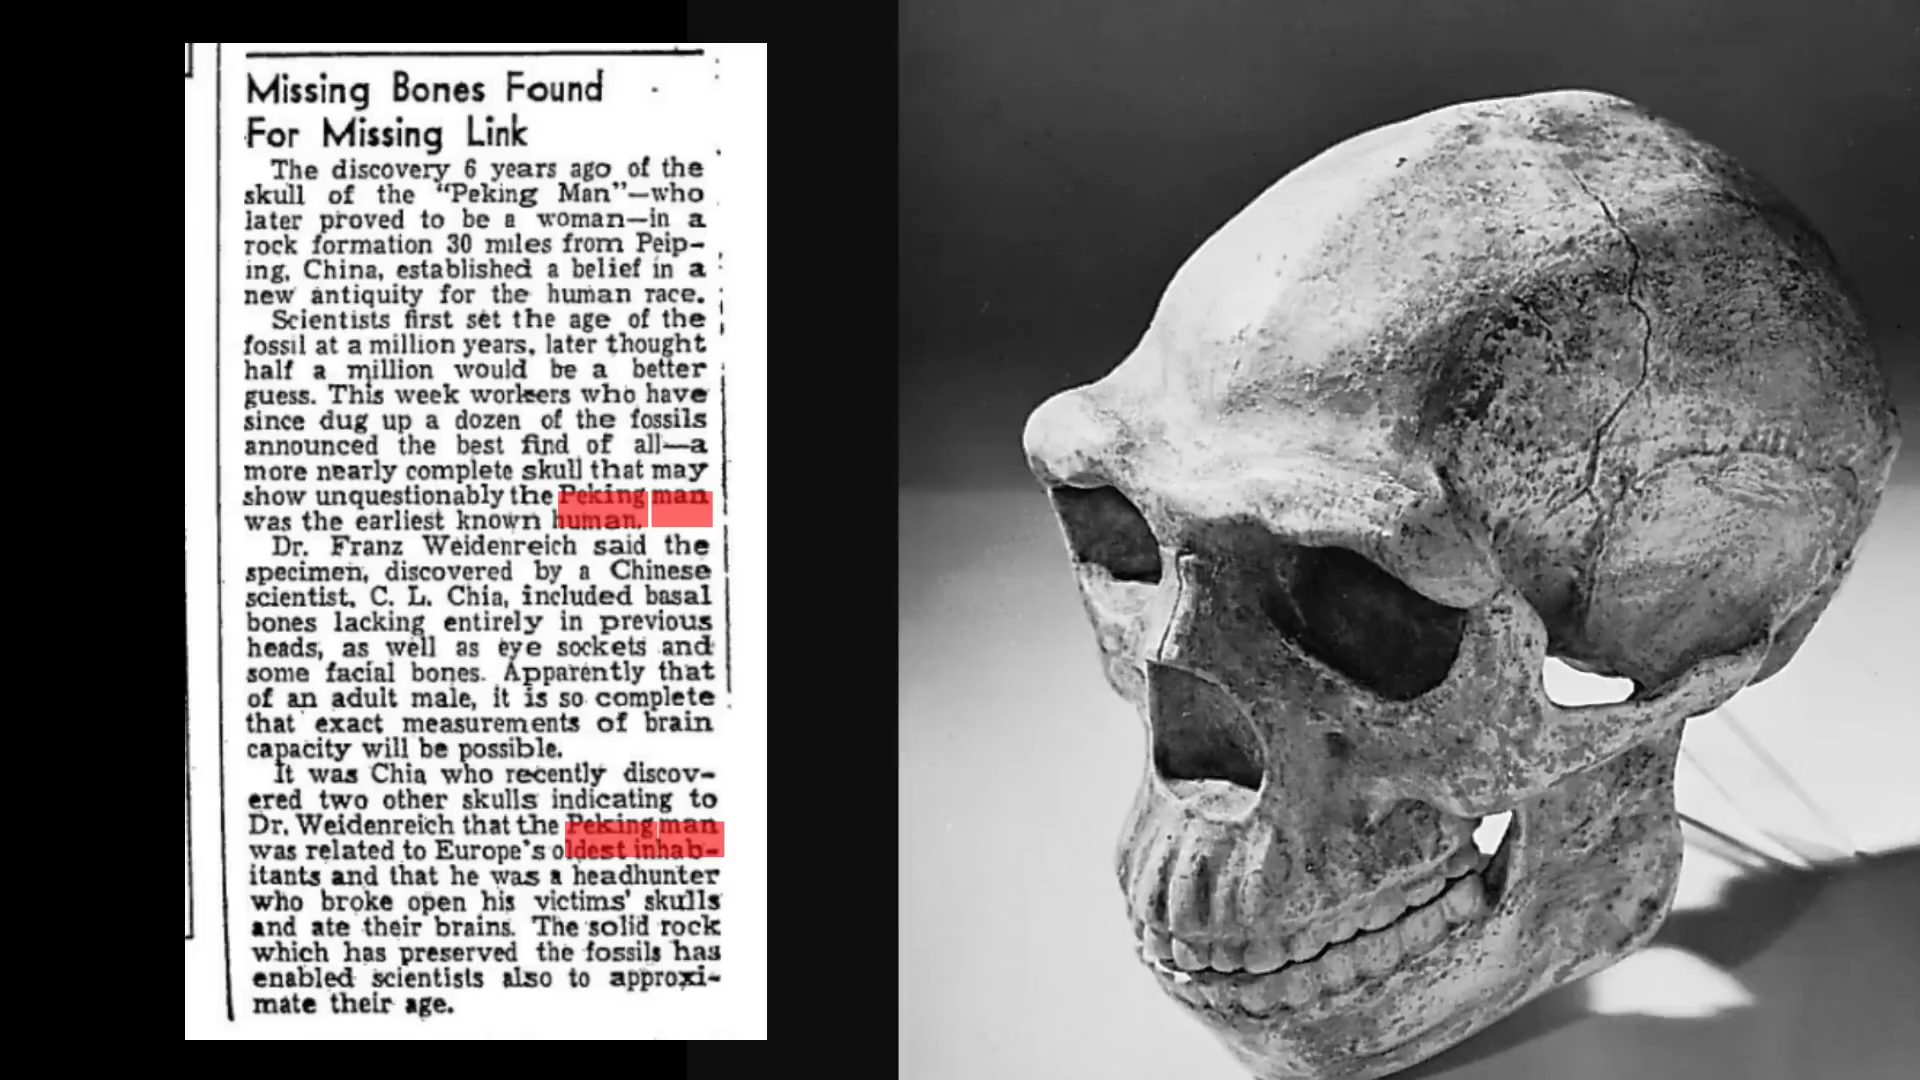 Missing Bones Found
For Missing Link
The discovery 6 years ago of the
skull of the "Peking Man"—who
later proved to be a woman—in a
rock formation 30 miles from Peip-
ing, China, established a belief in a
new antiquity for the human race.
Scientists first set the age of the
fossil at a million years, later thought
half a million would be a better
guess. This week workers who have
since dug up a dozen of the fossils
announced the best find of all—a
more nearly complete skull that may
show unquestionably the Peking man
was the earliest known human.
Dr. Franz Weidenreich said the
specimen, discovered by a Chinese
scientist, C. L. Chia, included basal
bones lacking entirely in previous
heads, as well as eye sockets and
some facial bones. Apparently that
of an adult male, it is so complete
that exact measurements of brain
capacity will be possible.
It was Chia who recently discov-
ered two other skulls indicating to
Dr. Weidenreich that the Peking man
was related to Europe's oldest inhab-
itants and that he was a headhunter
who broke open his victims' skulls
and ate their brains. The solid rock
which has preserved the fossils has
enabled scientists also to approxi-
mate their age.